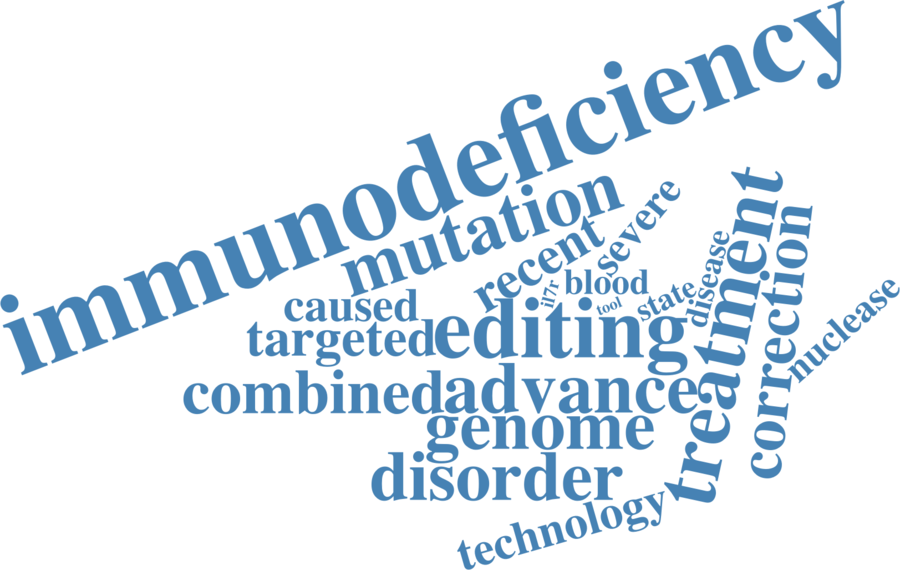 immunodeficiency
mutation
severe
recent
il7r
blood
tool
state
disease
treatment
correction
nuclease
caused
targeted
editing
combined
advance
genome
disorder
technology